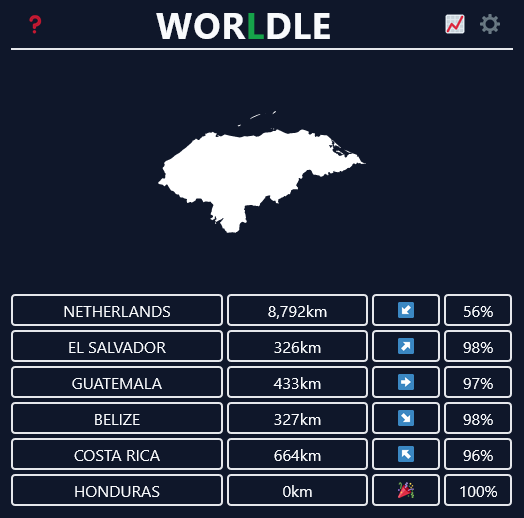 ❓ WORLDLE 📈 ⚙️
NETHERLANDS 8,792km ↙️ 56%
EL SALVADOR 326km ↗️ 98%
GUATEMALA 433km ➡️ 97%
BELIZE 327km ↘️ 98%
COSTA RICA 664km ↖️ 96%
HONDURAS 0km 🎉 100%